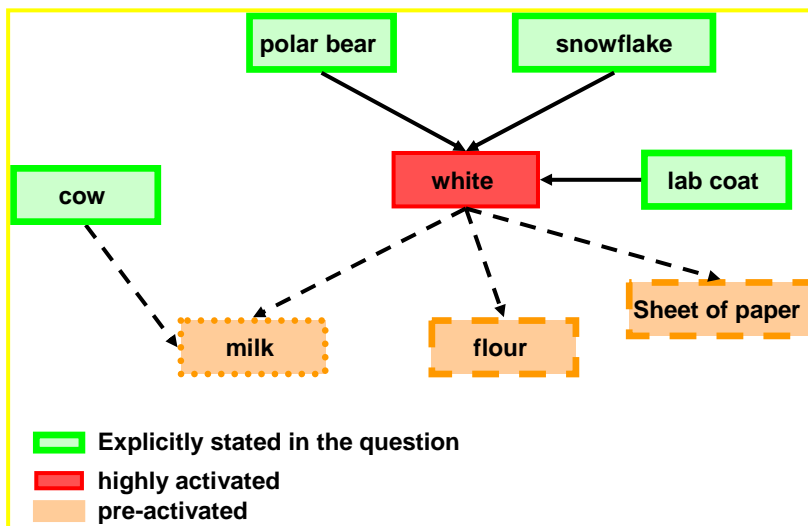 polar bear
snowflake
white
lab coat
cow
Sheet of paper
milk
flour
Explicitly stated in the question
highly activated
pre-activated